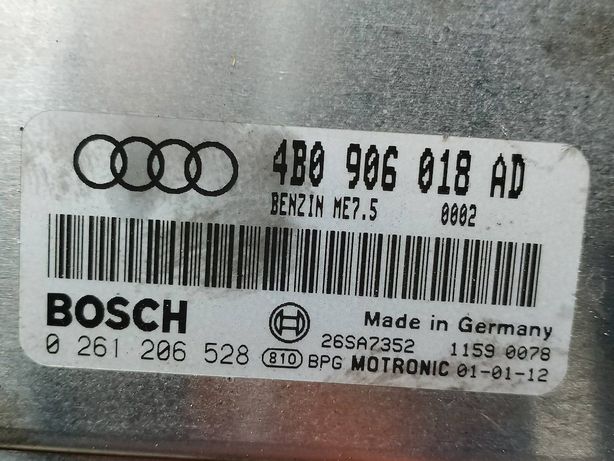 4B0 906 018 AD
BENZIN ME7.5 0002
BOSCH
Made in Germany
26SA7352 1159 0078
0 261 206 528 810 BPG MOTRONIC 01-01-12